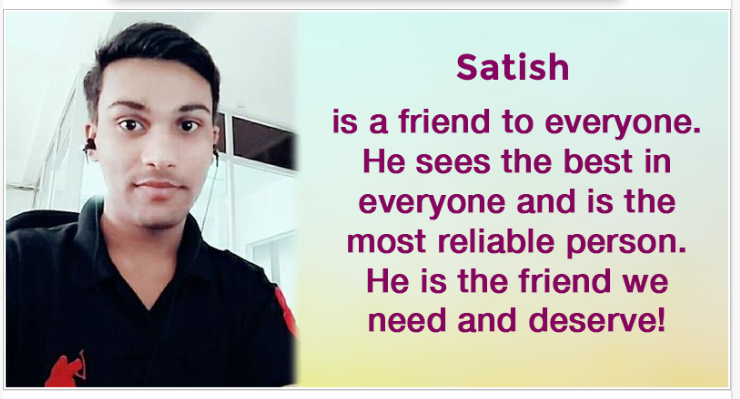 Satish
is a friend to everyone.
He sees the best in
everyone and is the
most reliable person.
He is the friend we
need and deserve!